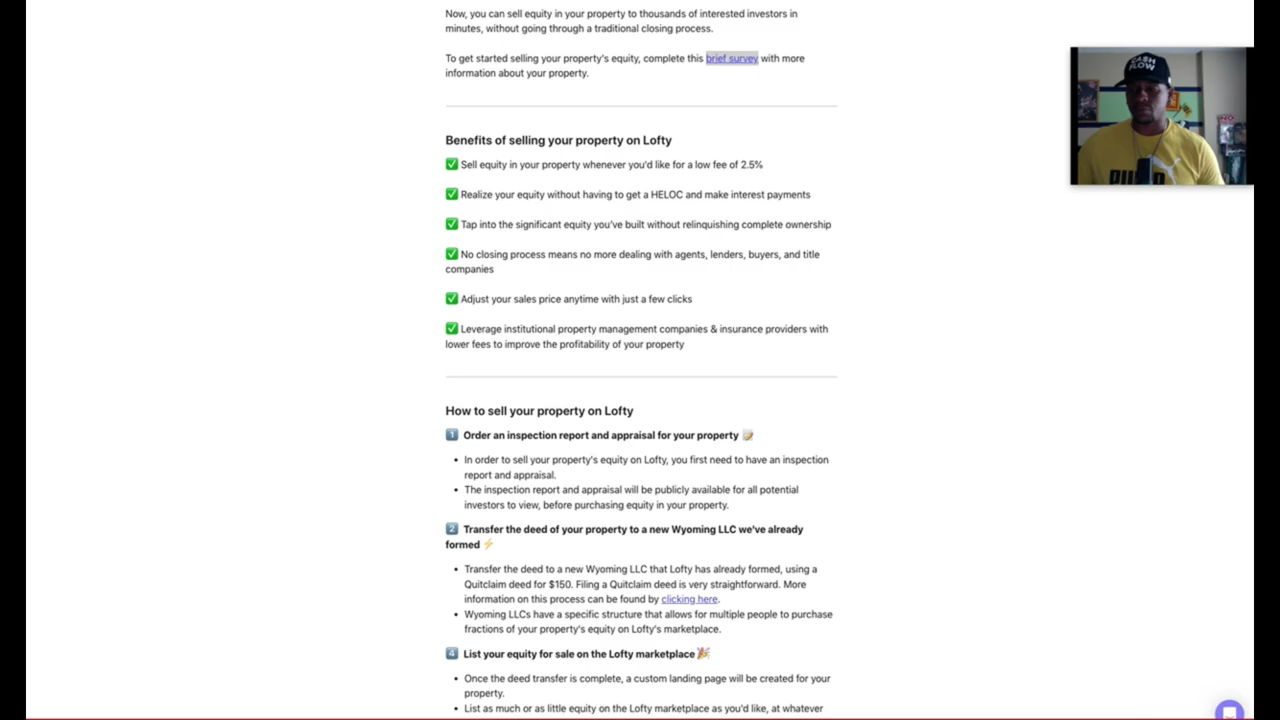 Now, you can sell equity in your property to thousands of interested investors in
minutes, without going through a traditional closing process.
To get started selling your property's equity, complete this brief survey with more
information about your property.
Benefits of selling your property on Lofty
✅ Sell equity in your property whenever you'd like for a low fee of 2.5%
✅ Realize your equity without having to get a HELOC and make interest payments
✅ Tap into the significant equity you've built without relinquishing complete ownership
✅ No closing process means no more dealing with agents, lenders, buyers, and title
companies
✅ Adjust your sales price anytime with just a few clicks
✅ Leverage institutional property management companies & insurance providers with
lower fees to improve the profitability of your property
How to sell your property on Lofty
1️⃣ Order an inspection report and appraisal for your property 📝
• In order to sell your property's equity on Lofty, you first need to have an inspection
report and appraisal.
• The inspection report and appraisal will be publicly available for all potential
investors to view, before purchasing equity in your property.
2️⃣ Transfer the deed of your property to a new Wyoming LLC we've already
formed ⚡
• Transfer the deed to a new Wyoming LLC that Lofty has already formed, using a
Quitclaim deed for $150. Filing a Quitclaim deed is very straightforward. More
information on this process can be found by clicking here.
• Wyoming LLCs have a specific structure that allows for multiple people to purchase
fractions of your property's equity on Lofty's marketplace.
4️⃣ List your equity for sale on the Lofty marketplace 🎉
• Once the deed transfer is complete, a custom landing page will be created for your
property.
• List as much or as little equity on the Lofty marketplace as you'd like, at whatever
CASH
FLOW
PUMA